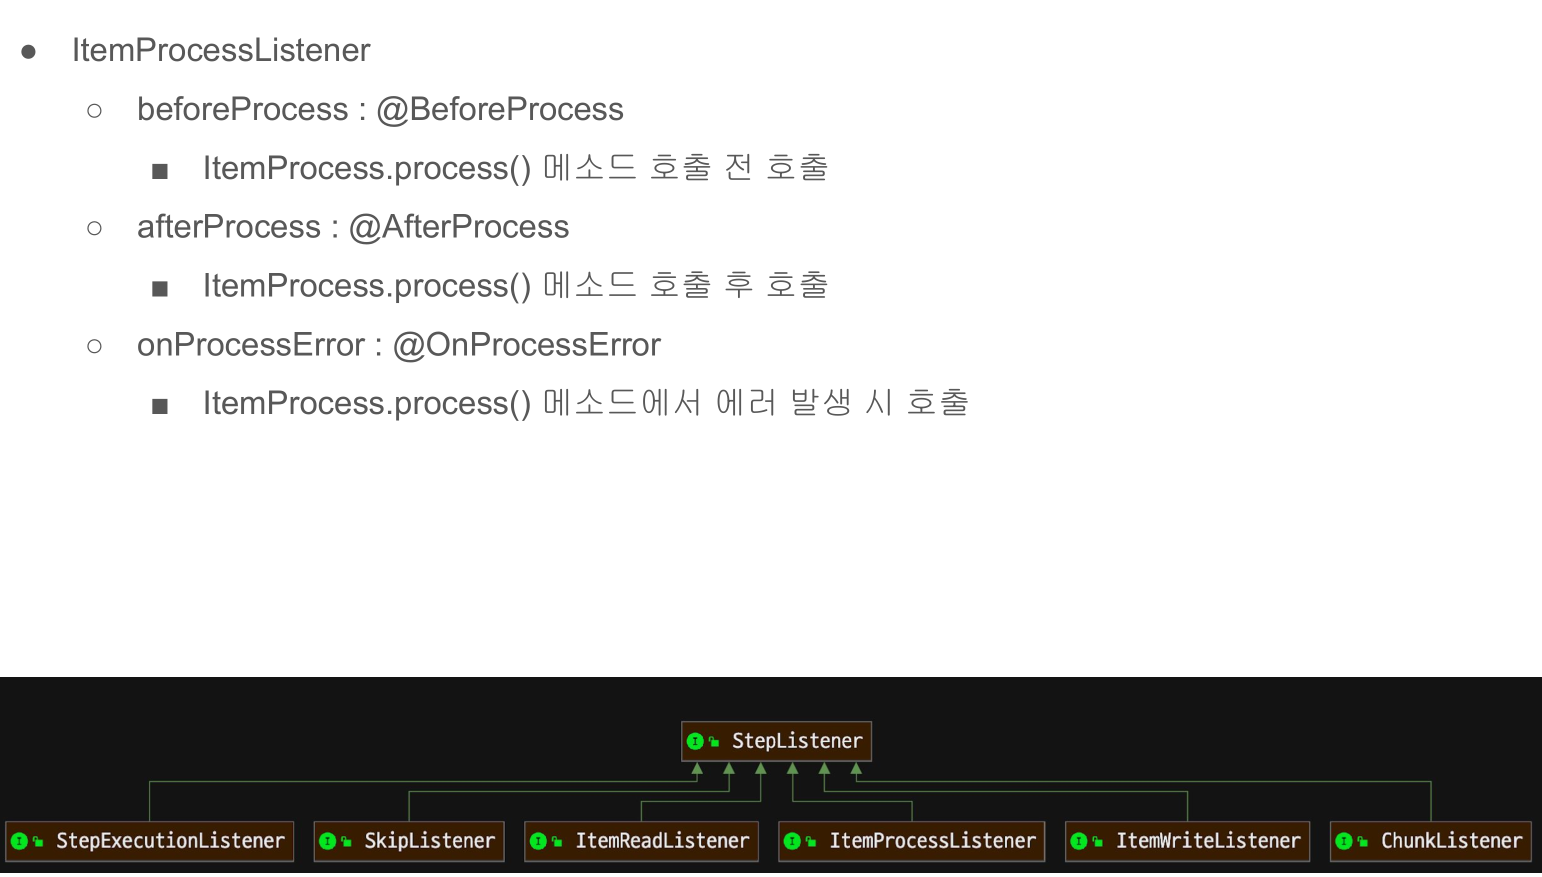 ● ItemProcessListener
○ beforeProcess : @BeforeProcess
■ ItemProcess.process() 메소드 호출 전 호출
○ afterProcess : @AfterProcess
■ ItemProcess.process() 메소드 호출 후 호출
○ onProcessError : @OnProcessError
■ ItemProcess.process() 메소드에서 에러 발생 시 호출
StepListener
StepExecutionListener SkipListener ItemReadListener ItemProcessListener ItemWriteListener ChunkListener